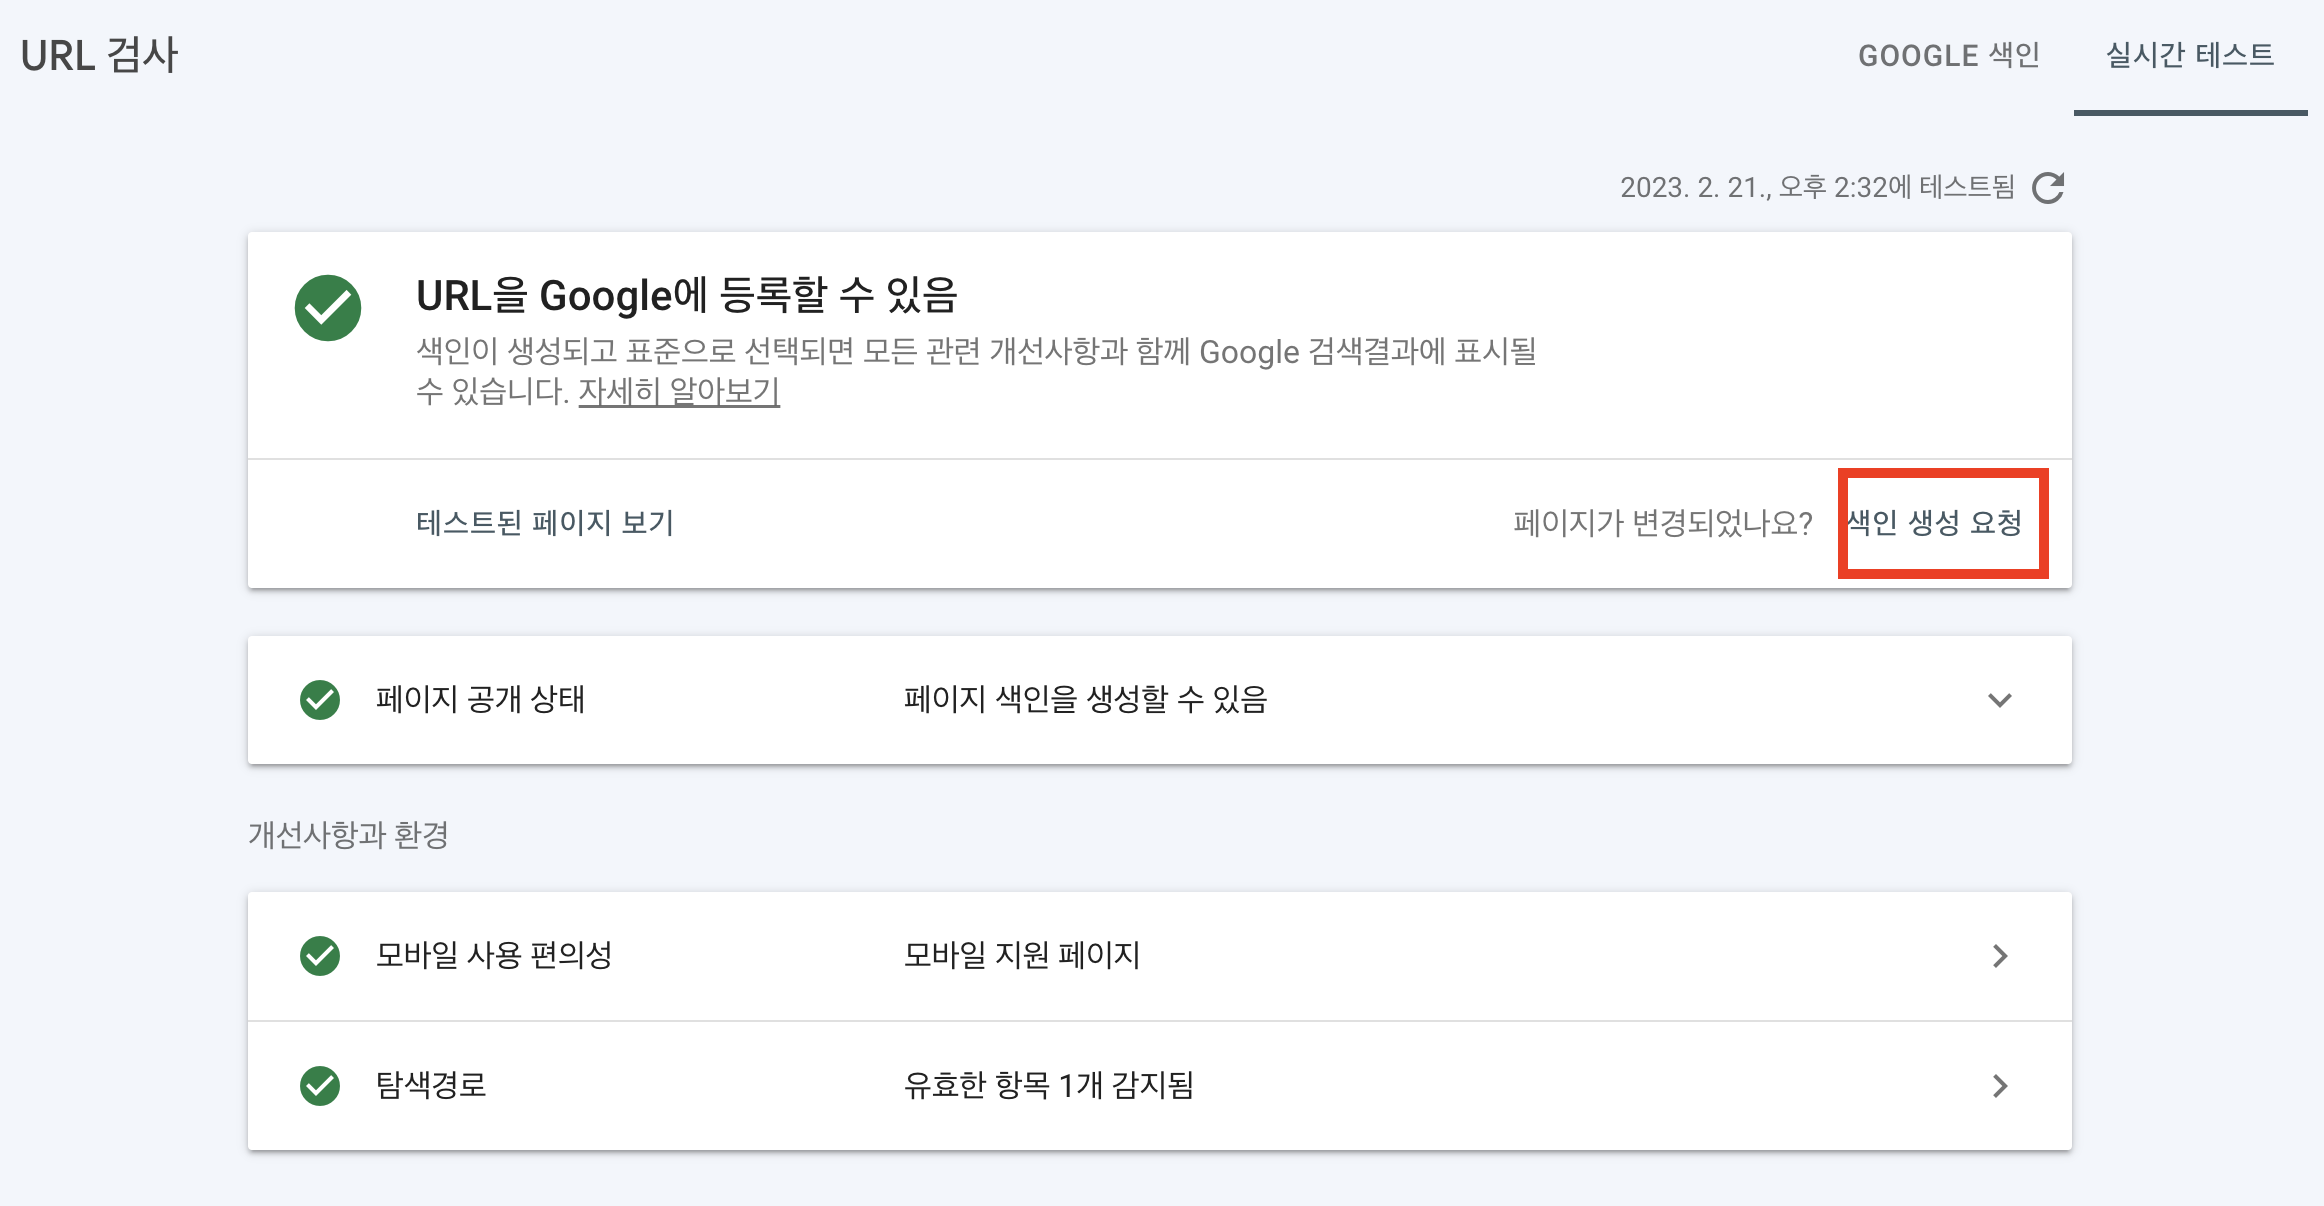 URL 검사
GOOGLE 색인
실시간 테스트
2023. 2. 21., 오후 2:32에 테스트됨
URL을 Google에 등록할 수 있음
색인이 생성되고 표준으로 선택되면 모든 관련 개선사항과 함께 Google 검색결과에 표시될
수 있습니다. 자세히 알아보기
테스트된 페이지 보기
페이지가 변경되었나요?
색인 생성 요청
페이지 공개 상태
페이지 색인을 생성할 수 있음
개선사항과 환경
모바일 사용 편의성
모바일 지원 페이지
탐색경로
유효한 항목 1개 감지됨